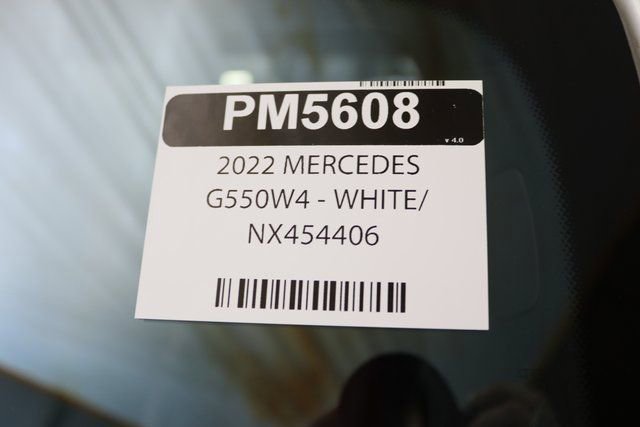 PM5608
v 4.0
2022 MERCEDES
G550W4 - WHITE/
NX454406